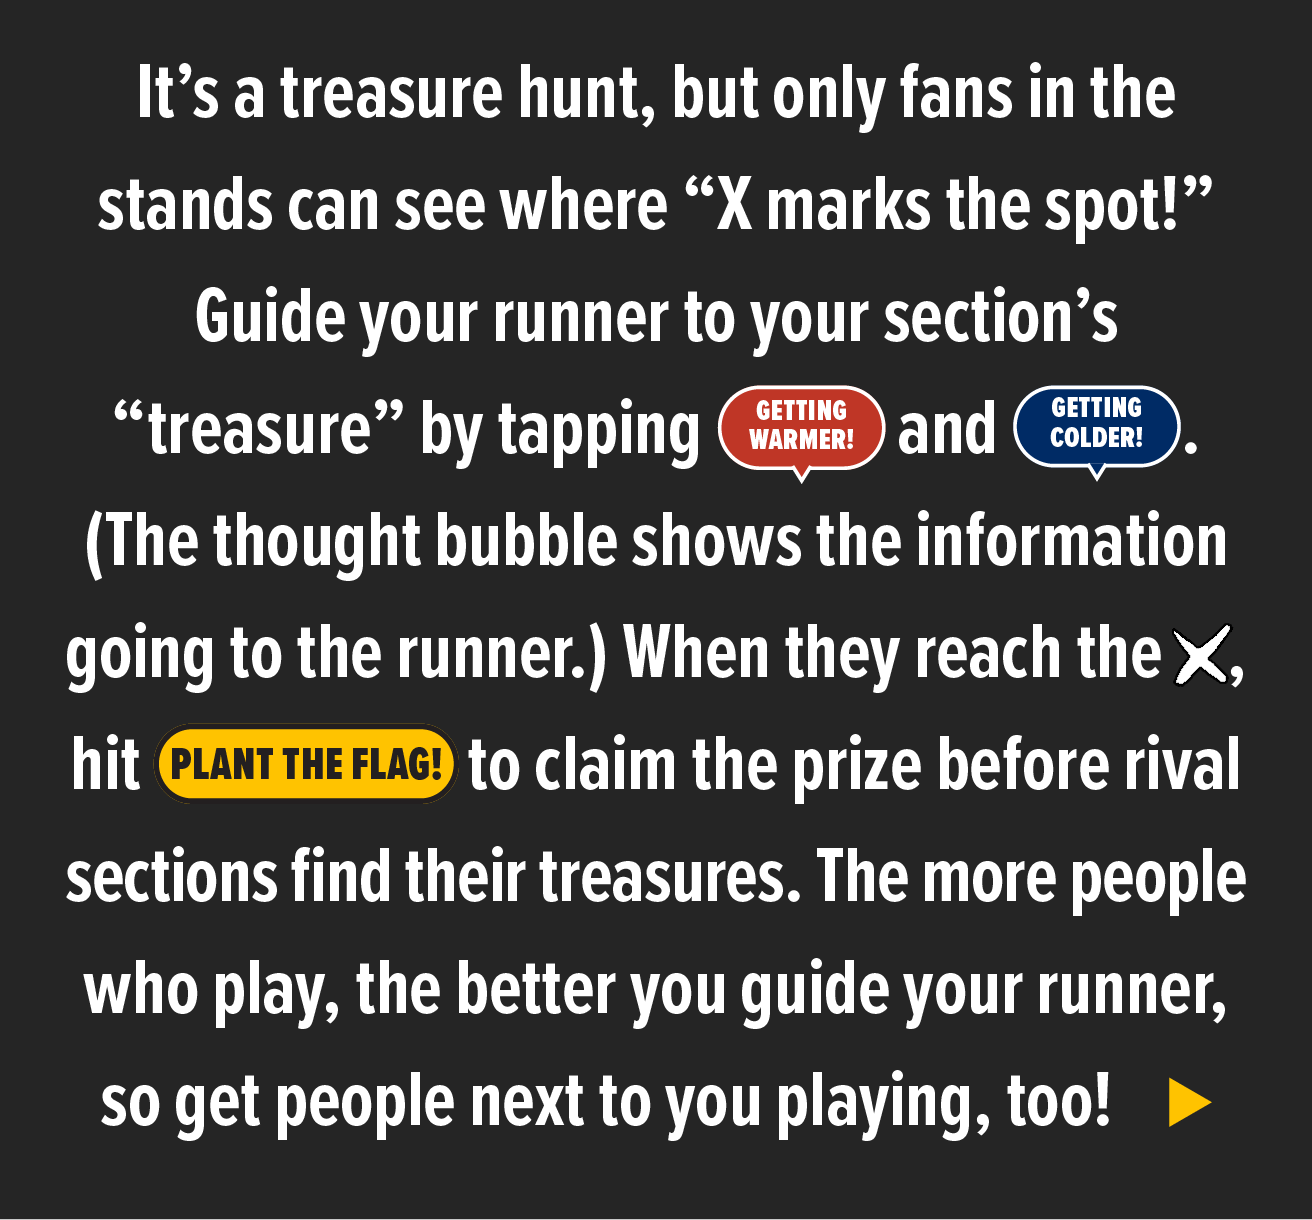 It’s a treasure hunt, but only fans in the
stands can see where “X marks the spot!”
Guide your runner to your section’s
“treasure” by tapping GETTING WARMER! and GETTING COLDER! .
(The thought bubble shows the information
going to the runner.) When they reach the X,
hit PLANT THE FLAG! to claim the prize before rival
sections find their treasures. The more people
who play, the better you guide your runner,
so get people next to you playing, too!